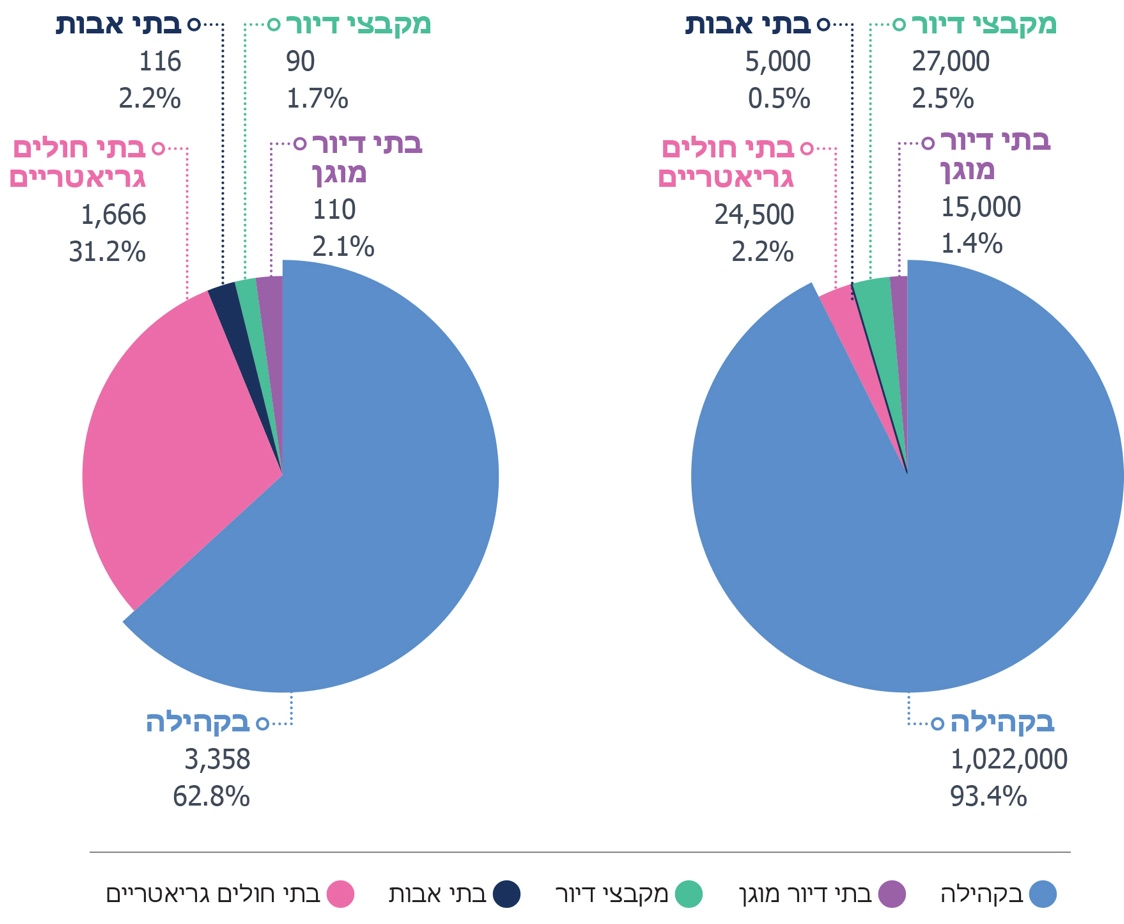 מקבצי דיור
27,000
2.5%
בתי אבות
5,000
0.5%
בתי דיור
מוגן
15,000
1.4%
בתי חולים
גריאטריים
24,500
2.2%
בקהילה
1,022,000
93.4%
מקבצי דיור
90
1.7%
בתי אבות
116
2.2%
בתי דיור
מוגן
110
2.1%
בתי חולים
גריאטריים
1,666
31.2%
בקהילה
3,358
62.8%
בקהילה
בתי דיור מוגן
מקבצי דיור
בתי אבות
בתי חולים גריאטריים